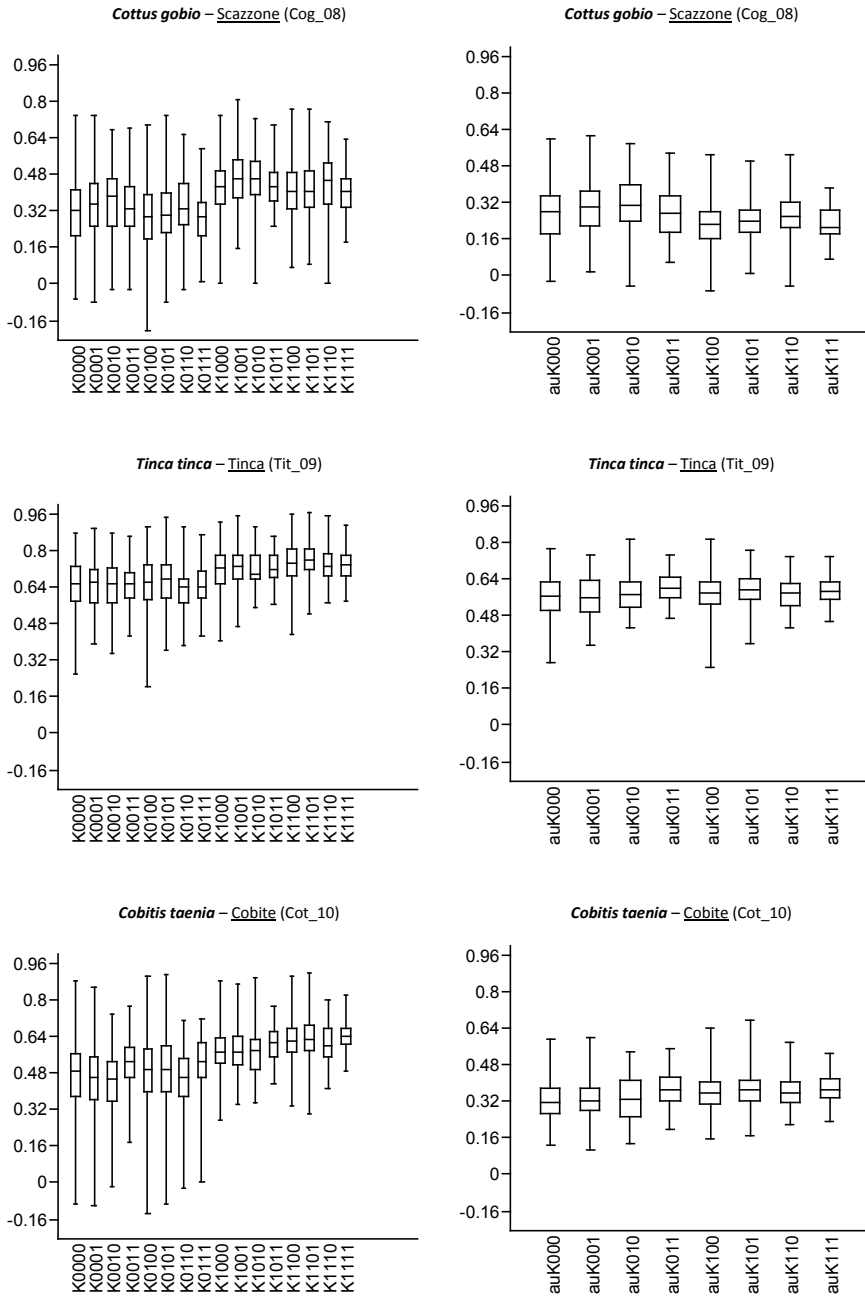 Cottus gobio – Scazzone (Cog_08)
0.96
0.8
0.64
0.48
0.32
0.16
0
-0.16
K0000
K0001
K0010
K0011
K0100
K0101
K0110
K0111
K1000
K1001
K1010
K1011
K1100
K1101
K1110
K1111
Cottus gobio – Scazzone (Cog_08)
0.96
0.8
0.64
0.48
0.32
0.16
0
-0.16
auK000
auK001
auK010
auK011
auK100
auK101
auK110
auK111
Tinca tinca – Tinca (Tit_09)
0.96
0.8
0.64
0.48
0.32
0.16
0
-0.16
K0000
K0001
K0010
K0011
K0100
K0101
K0110
K0111
K1000
K1001
K1010
K1011
K1100
K1101
K1110
K1111
Tinca tinca – Tinca (Tit_09)
0.96
0.8
0.64
0.48
0.32
0.16
0
-0.16
auK000
auK001
auK010
auK011
auK100
auK101
auK110
auK111
Cobitis taenia – Cobite (Cot_10)
0.96
0.8
0.64
0.48
0.32
0.16
0
-0.16
K0000
K0001
K0010
K0011
K0100
K0101
K0110
K0111
K1000
K1001
K1010
K1011
K1100
K1101
K1110
K1111
Cobitis taenia – Cobite (Cot_10)
0.96
0.8
0.64
0.48
0.32
0.16
0
-0.16
auK000
auK001
auK010
auK011
auK100
auK101
auK110
auK111